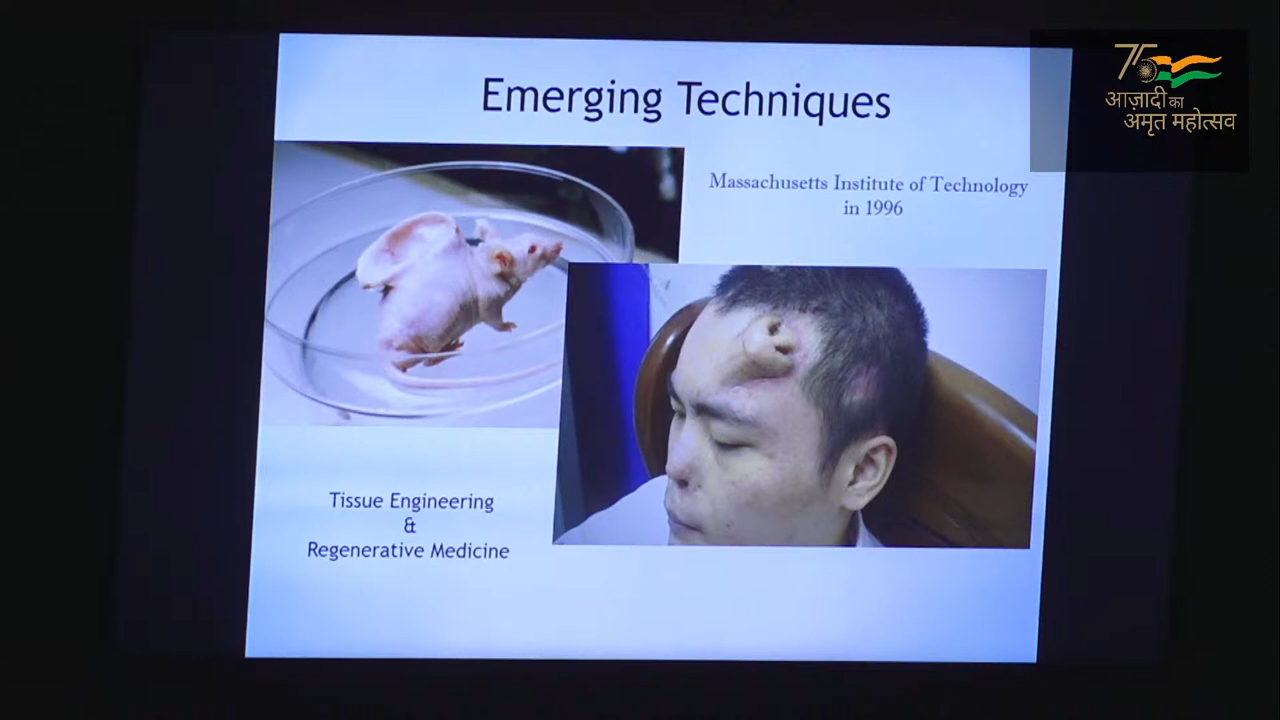 Emerging Techniques
75
आज़ादी का
अमृत महोत्सव
Massachusetts Institute of Technology
in 1996
Tissue Engineering
&
Regenerative Medicine